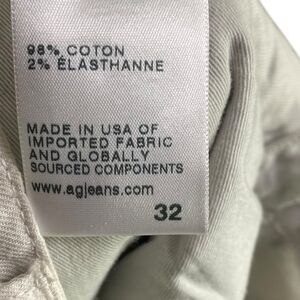 98% COTON
2% ÉLASTHANNE
MADE IN USA OF
IMPORTED FABRIC
AND GLOBALLY
SOURCED COMPONENTS
www.agjeans.com
32